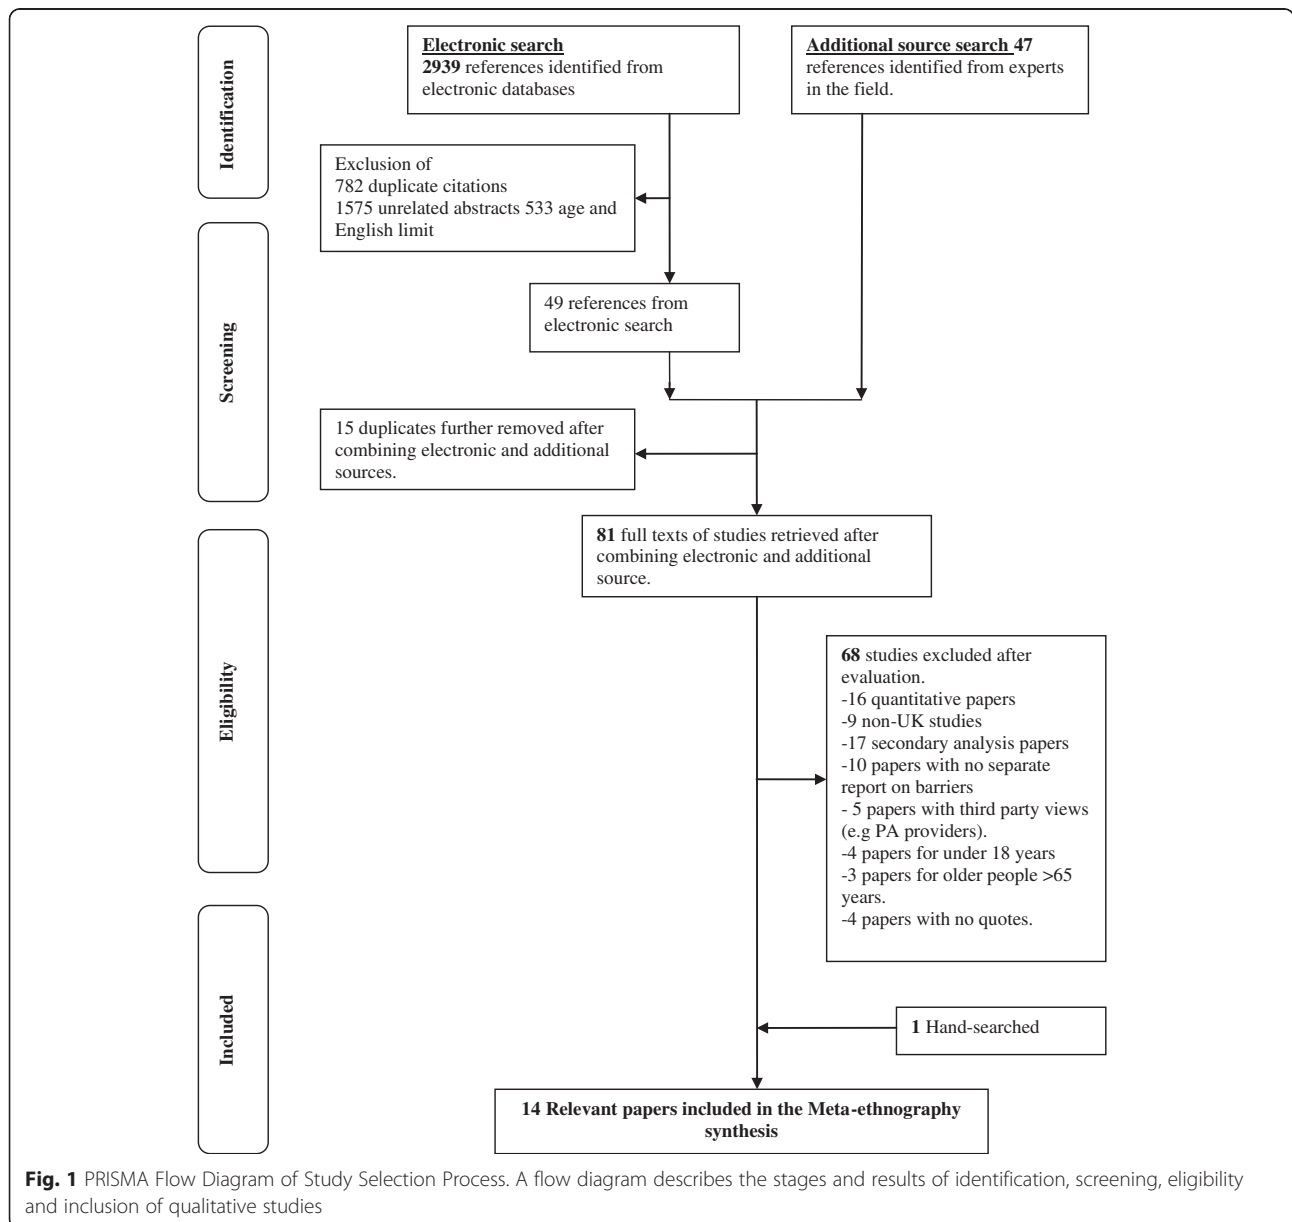 Identification
Electronic search
2939 references identified from
electronic databases
Additional source search 47
references identified from experts
in the field.
Exclusion of
782 duplicate citations
1575 unrelated abstracts 533 age and
English limit
Screening
49 references from
electronic search
15 duplicates further removed after
combining electronic and additional
sources.
81 full texts of studies retrieved after
combining electronic and additional
source.
Eligibility
68 studies excluded after
evaluation.
-16 quantitative papers
-9 non-UK studies
-17 secondary analysis papers
-10 papers with no separate
report on barriers
- 5 papers with third party views
(e.g PA providers).
-4 papers for under 18 years
-3 papers for older people >65
years.
-4 papers with no quotes.
Included
1 Hand-searched
14 Relevant papers included in the Meta-ethnography
synthesis
Fig. 1 PRISMA Flow Diagram of Study Selection Process. A flow diagram describes the stages and results of identification, screening, eligibility
and inclusion of qualitative studies